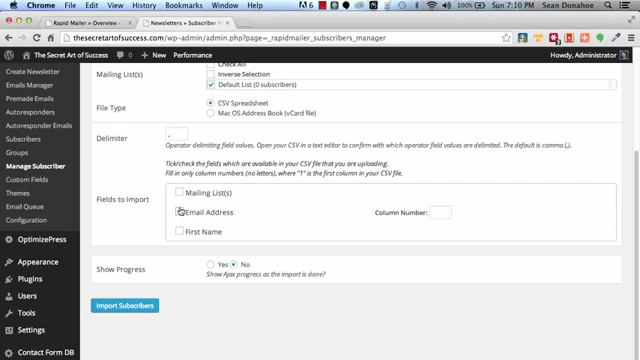 Chrome File Edit View History Bookmarks Window Help
6
100%
Sun 7:10 PM Sean Donahoe
Rapid Mailer » Overview ‹
Newsletters » Subscriber M
thesecretartofsuccess.com/wp-admin/admin.php?page=_rapidmailer_subscribers_manager
The Secret Art of Success 0 + New Performance
Howdy, Administrator
Create Newsletter
Emails Manager
Premade Emails
Autoresponders
Autoresponder Emails
Subscribers
Groups
Manage Subscriber
Custom Fields
Themes
Email Queue
Configuration
OptimizePress
Appearance
Plugins
Users
Tools
Settings
Contact Form DB
Mailing List(s)
Check All
Inverse Selection
Default List (0 subscribers)
File Type
CSV Spreadsheet
Mac OS Address Book (vCard file)
Delimiter
,
Operator delimiting field values. Open your CSV in a text editor to confirm with which operator field values are delimited. The default is comma (,).
Tick/check the fields which are available in your CSV file that you are uploading.
Fill in only column numbers (no letters), where "1" is the first column in your CSV file.
Fields to Import
Mailing List(s)
Email Address
Column Number:
First Name
Show Progress
Yes No
Show Ajax progress as the import is done?
Import Subscribers